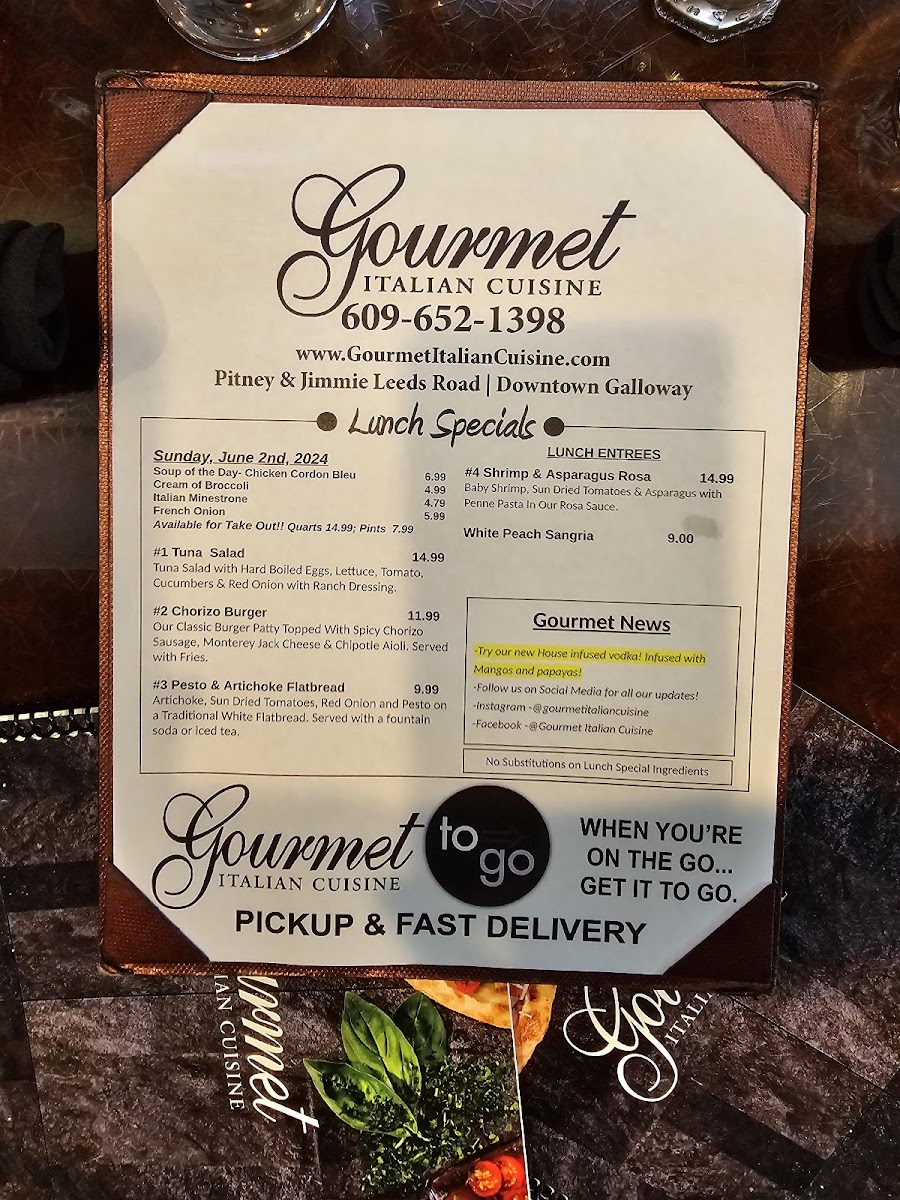 Gourmet
ITALIAN CUISINE
609-652-1398
www.GourmetItalianCuisine.com
Pitney & Jimmie Leeds Road | Downtown Galloway
Lunch Specials
Sunday, June 2nd, 2024
Soup of the Day- Chicken Cordon Bleu 6.99
Cream of Broccoli 4.99
Italian Minestrone 4.79
French Onion 5.99
Available for Take Out!! Quarts 14.99; Pints 7.99
#1 Tuna Salad 14.99
Tuna Salad with Hard Boiled Eggs, Lettuce, Tomato,
Cucumbers & Red Onion with Ranch Dressing.
#2 Chorizo Burger 11.99
Our Classic Burger Patty Topped With Spicy Chorizo
Sausage, Monterey Jack Cheese & Chipotle Aioli. Served
with Fries.
#3 Pesto & Artichoke Flatbread 9.99
Artichoke, Sun Dried Tomatoes, Red Onion and Pesto on
a Traditional White Flatbread. Served with a fountain
soda or iced tea.
LUNCH ENTREES
#4 Shrimp & Asparagus Rosa 14.99
Baby Shrimp, Sun Dried Tomatoes & Asparagus with
Penne Pasta In Our Rosa Sauce.
White Peach Sangria 9.00
Gourmet News
-Try our new House infused vodka! Infused with
Mangos and papayas!
-Follow us on Social Media for all our updates!
-Instagram -@gourmetitaliancuisine
-Facebook -@Gourmet Italian Cuisine
No Substitutions on Lunch Special Ingredients
Gourmet
ITALIAN CUISINE
to
go
WHEN YOU'RE
ON THE GO...
GET IT TO GO.
PICKUP & FAST DELIVERY
urmet
IAN CUISINE
Gou
ITALI